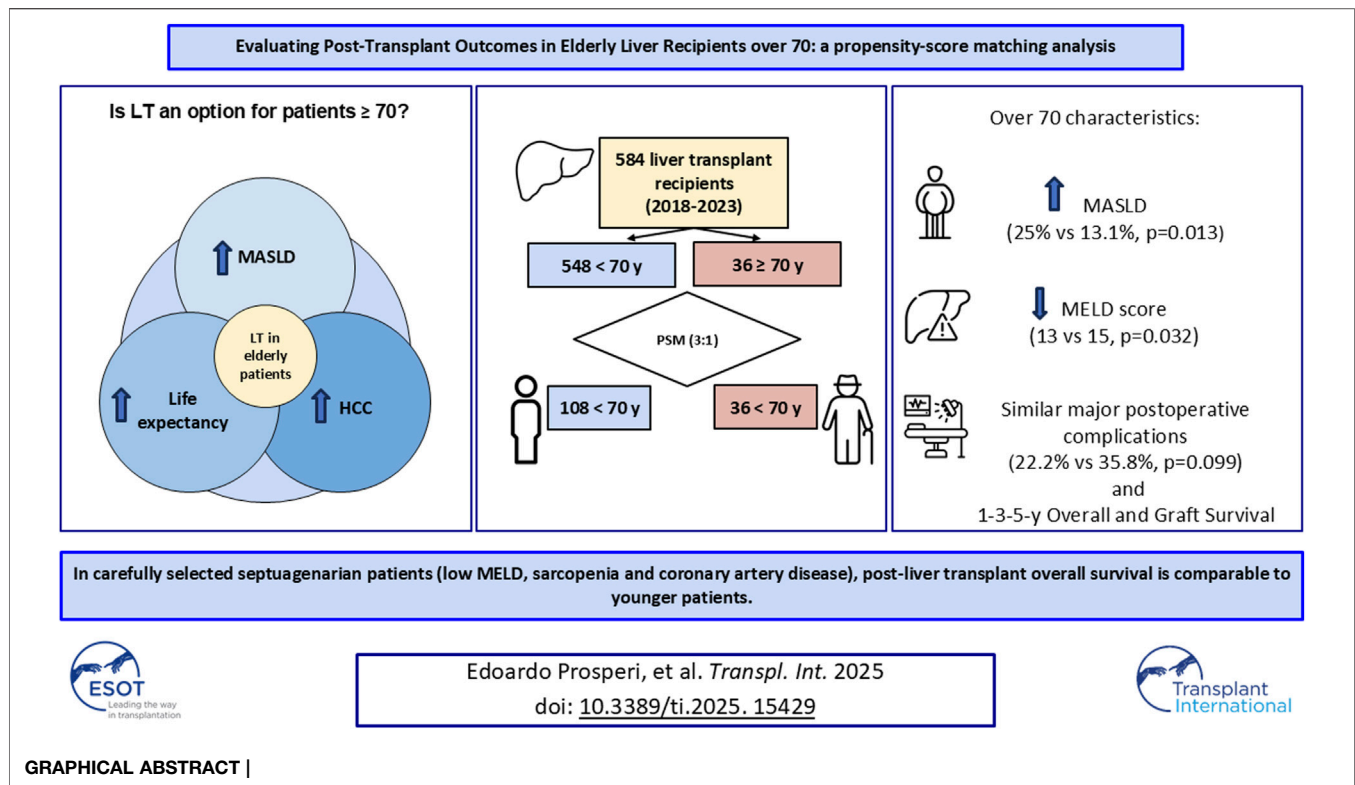 Evaluating Post-Transplant Outcomes in Elderly Liver Recipients over 70: a propensity-score matching analysis
Is LT an option for patients ≥ 70?
MASLD
LT in
elderly
patients
Life
expectancy
HCC
584 liver transplant
recipients
(2018-2023)
548 < 70 y
36 ≥ 70 y
PSM (3:1)
108 < 70 y
36 < 70 y
Over 70 characteristics:
MASLD
(25% vs 13.1%, p=0.013)
MELD score
(13 vs 15, p=0.032)
Similar major postoperative
complications
(22.2% vs 35.8%, p=0.099)
and
1-3-5-y Overall and Graft Survival
In carefully selected septuagenarian patients (low MELD, sarcopenia and coronary artery disease), post-liver transplant overall survival is comparable to
younger patients.
ESOT
Leading the way
in transplantation
Edoardo Prosperi, et al. Transpl. Int. 2025
doi: 10.3389/ti.2025. 15429
Transplant
International
GRAPHICAL ABSTRACT |